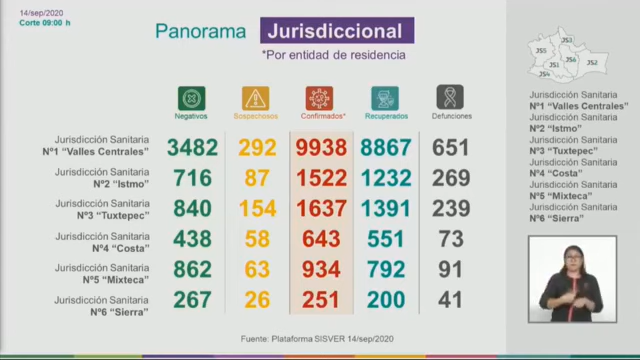 14/sep/2020
Corte 09:00 h
Panorama Jurisdiccional
*Por entidad de residencia
Negativos Sospechosos Confirmados* Recuperados Defunciones
Jurisdicción Sanitaria
Nº1 “Valles Centrales” 3482 292 9938 8867 651
Jurisdicción Sanitaria
Nº2 “Istmo” 716 87 1522 1232 269
Jurisdicción Sanitaria
Nº3 “Tuxtepec” 840 154 1637 1391 239
Jurisdicción Sanitaria
Nº4 “Costa” 438 58 643 551 73
Jurisdicción Sanitaria
Nº5 “Mixteca” 862 63 934 792 91
Jurisdicción Sanitaria
Nº6 “Sierra” 267 26 251 200 41
Fuente: Plataforma SISVER 14/sep/2020
JS3
JS5
JS1 JS6 JS2
JS4
Jurisdicción Sanitaria
Nº1 “Valles Centrales”
Jurisdicción Sanitaria
Nº2 “Istmo”
Jurisdicción Sanitaria
Nº3 “Tuxtepec”
Jurisdicción Sanitaria
Nº4 “Costa”
Jurisdicción Sanitaria
Nº5 “Mixteca”
Jurisdicción Sanitaria
Nº6 “Sierra”